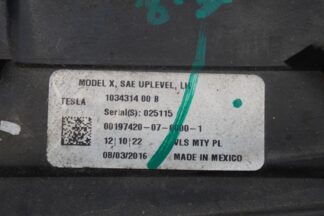 MODEL X, SAE UPLEVEL, LH
TESLA
1034314 00 B
Serial(S): 025115
00197420-07-0000-1
12|10|22 VLS MTY PL
08/03/2016 MADE IN MEXICO